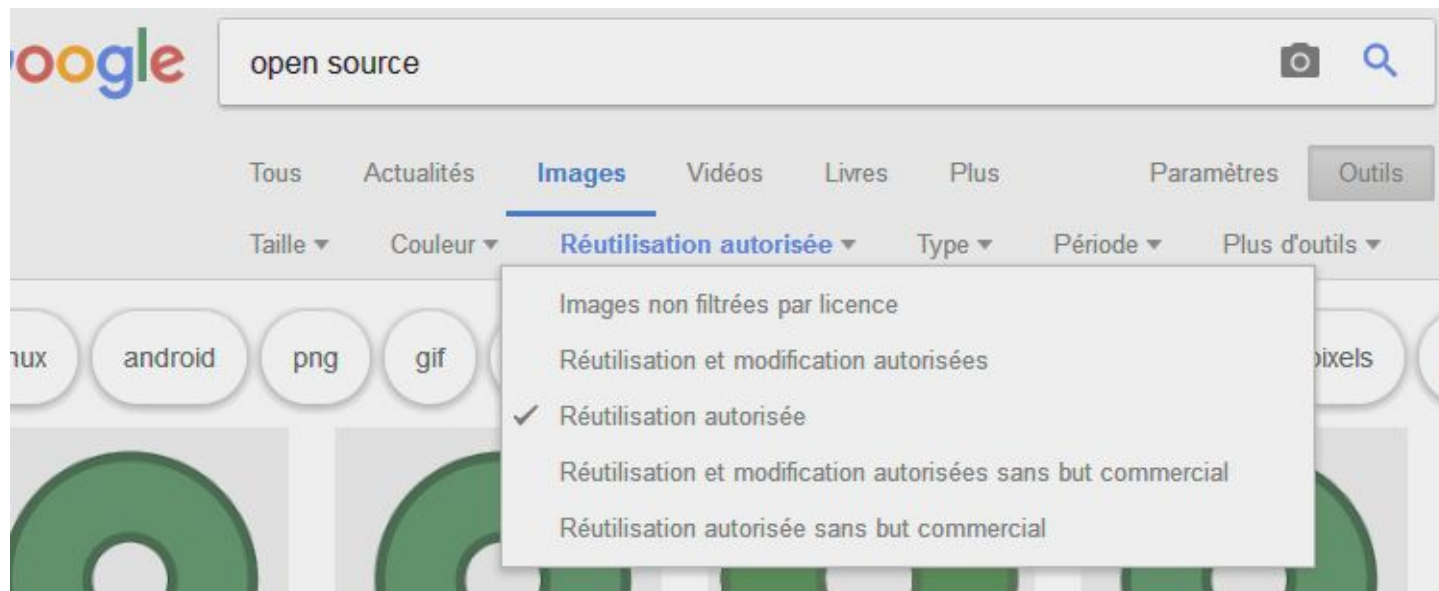 oogle
open source
Tous Actualités Images Vidéos Livres Plus Paramètres Outils
Taille Couleur Réutilisation autorisée Type Période Plus d'outils
Images non filtrées par licence
nux android png gif pixels
Réutilisation et modification autorisées
Réutilisation autorisée
Réutilisation et modification autorisées sans but commercial
Réutilisation autorisée sans but commercial